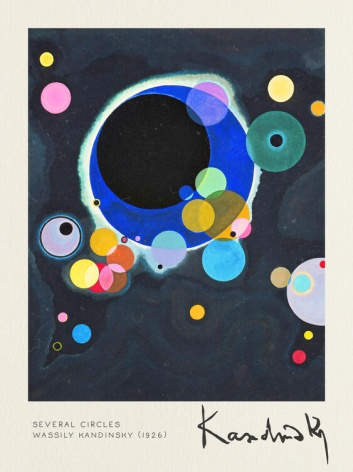 SEVERAL CIRCLES
WASSILY KANDINSKY (1926)
Kandinsky